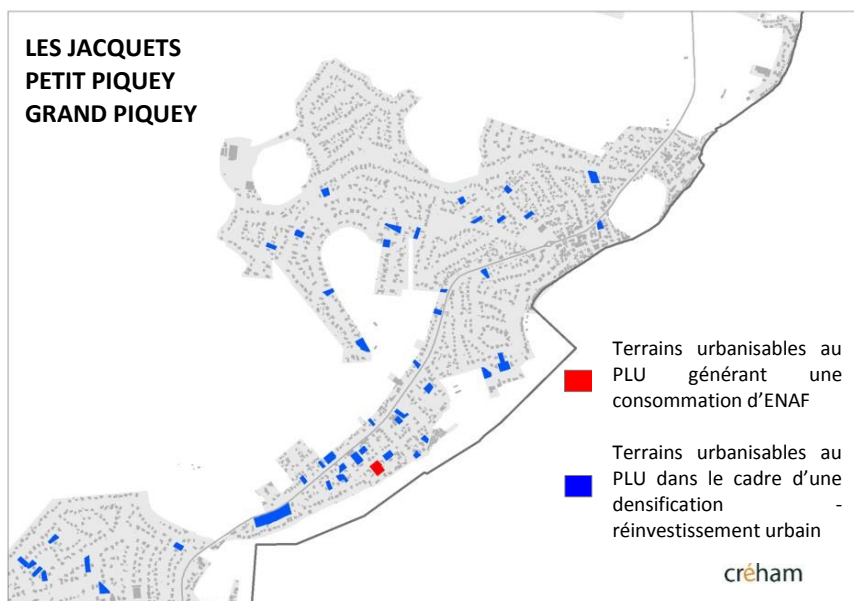 LES JACQUETS
PETIT PIQUEY
GRAND PIQUEY
Terrains urbanisables au
PLU générant une
consommation d’ENAF
Terrains urbanisables au
PLU dans le cadre d’une
densification -
réinvestissement urbain
créham